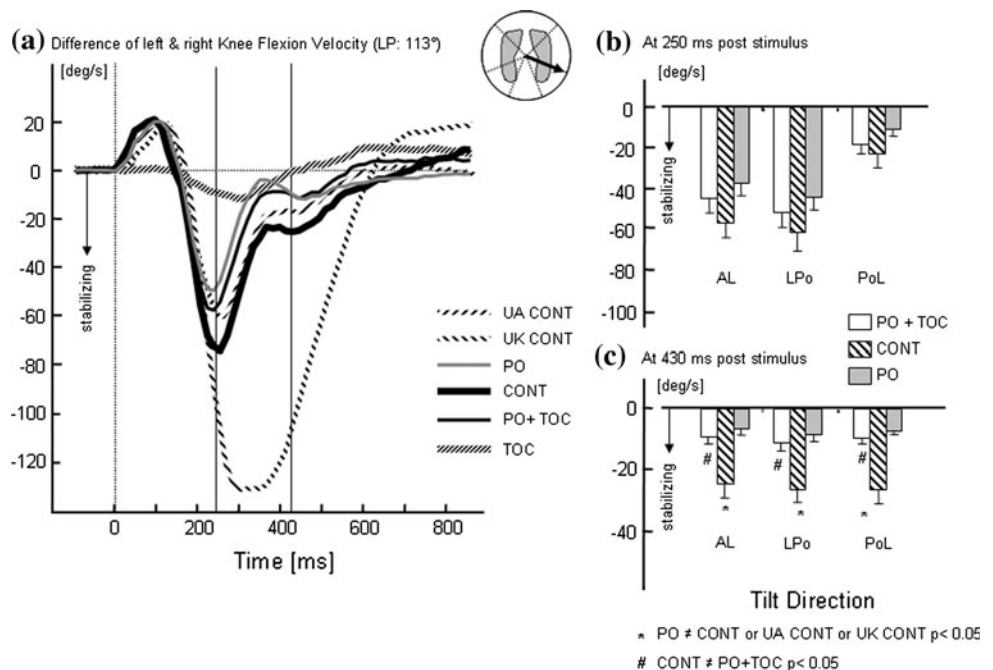 (a) Difference of left & right Knee Flexion Velocity (LP: 113°)
[deg/s]
20
0
-20
-40
-60
-80
-100
-120
stabilizing
0 200 400 600 800
Time [ms]
UA CONT
UK CONT
PO
CONT
PO+ TOC
TOC
(b) At 250 ms post stimulus
[deg/s]
0
-20
-40
-60
-80
-100
stabilizing
AL LPo PoL
PO + TOC
CONT
PO
(c) At 430 ms post stimulus
[deg/s]
0
-20
-40
stabilizing
# # #
* * *
AL LPo PoL
Tilt Direction
* PO ≠ CONT or UA CONT or UK CONT p< 0.05
# CONT ≠ PO+TOC p< 0.05